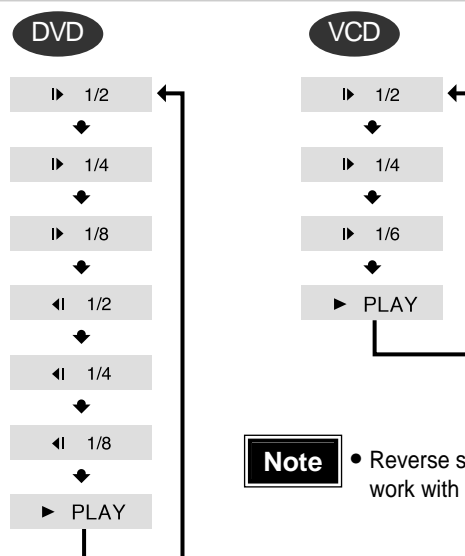 DVD
I▶ 1/2
I▶ 1/4
I▶ 1/8
◀I 1/2
◀I 1/4
◀I 1/8
► PLAY
VCD
I▶ 1/2
I▶ 1/4
I▶ 1/6
► PLAY
Note
• Reverse s
work with